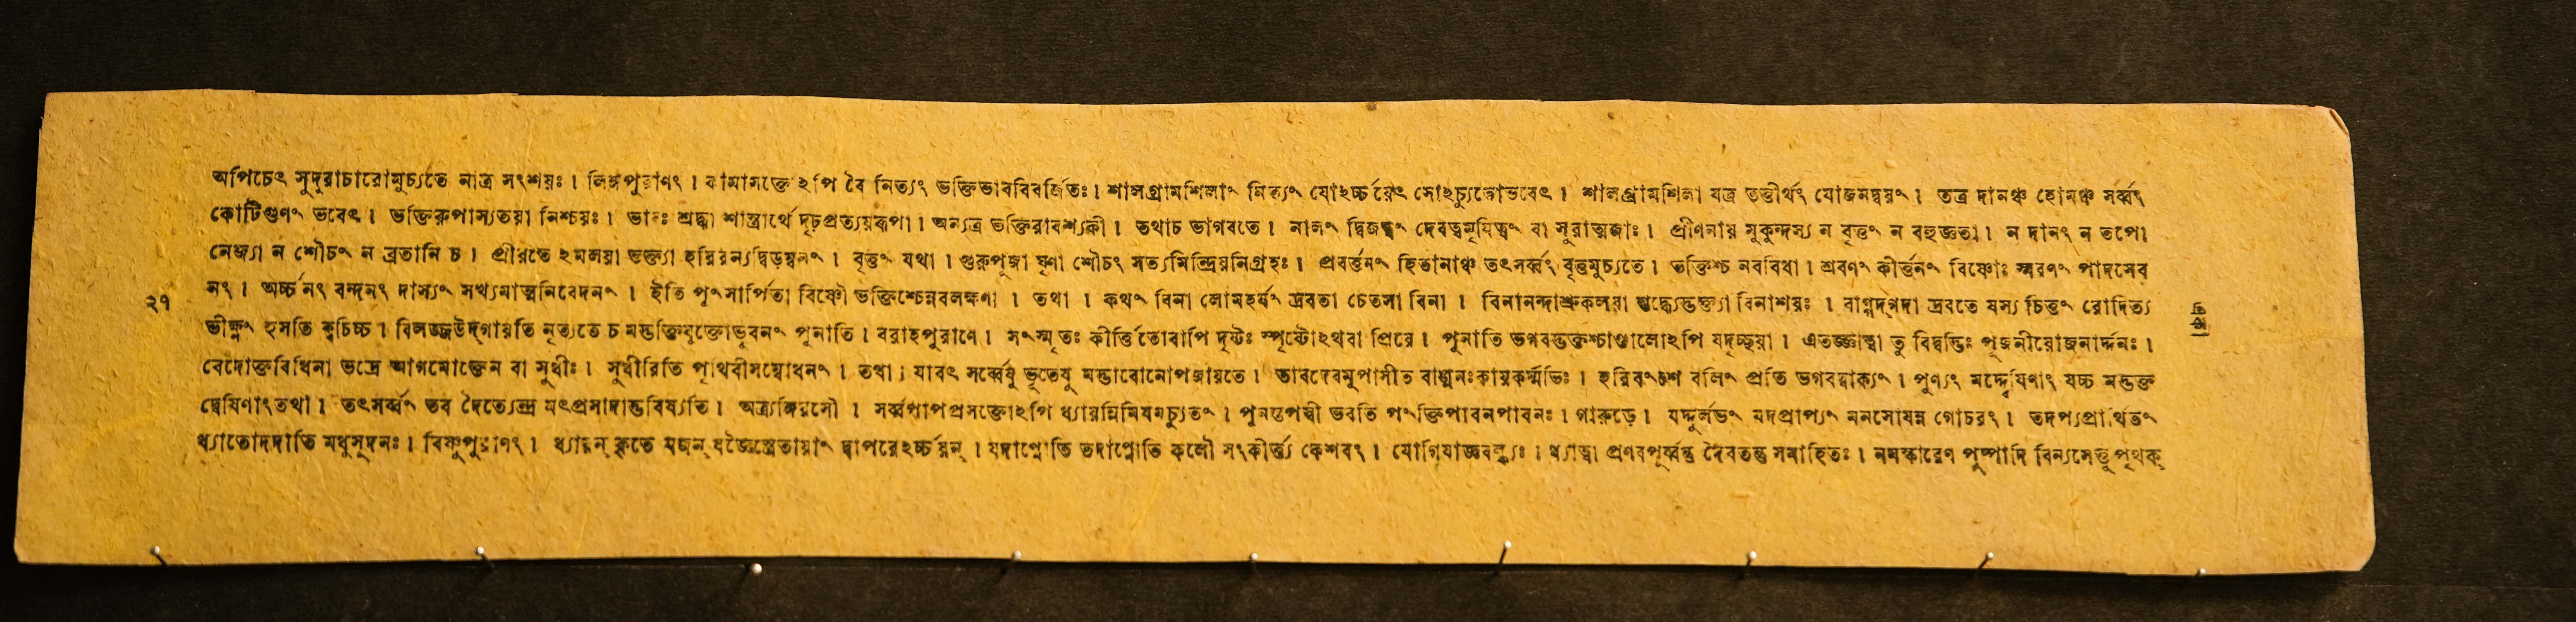 অপিচেৎ সুদুরাচারোমুচ্যতে নাত্র সংশয়ঃ। লিঙ্গপুরাণং। কামাসক্তোঽপি বৈ নিত্যং ভক্তিভাববিবর্জিতঃ। শালগ্রামশিলাং নিত্যং যোঽর্চ্চয়েৎ সোঽচ্যুতোভবেৎ। শালগ্রামশিলা যত্র তত্তীর্থং যোজনদ্বয়ং। তত্র দানঞ্চ হোমঞ্চ সর্ব্বং
কোটিগুণং ভবেৎ। ভক্তিরুপাস্যতয়া নিশ্চয়ঃ। ভাবঃ শ্রদ্ধা শাস্ত্রার্থে দৃঢ়প্রত্যয়রূপা। অন্যত্র ভক্তিরাবশ্যকী। তথাচ ভাগবতে। নালং দ্বিজত্বং দেবত্বমৃষিত্বং বা সুরাত্মজাঃ। প্রীণনায় মুকুন্দস্য ন বৃত্তং ন বহুজ্ঞতা। ন দানং ন তপো
নেজ্যা ন শৌচং ন ব্রতানি চ। প্রীয়তে ঽমলয়া ভক্ত্যা হরিরন্যদ্বিড়ম্বনং। বৃত্তং যথা। গুরুপূজা ঘৃণা শৌচং সত্যমিন্দ্রিয়নিগ্রহঃ। প্রবর্ত্তনং হিতানাঞ্চ তৎসর্ব্বং বৃত্তমুচ্যতে। ভক্তিশ্চ নববিধা। শ্রবণং কীর্ত্তনং বিষ্ণোঃ স্মরণং পাদসেব
২৭ নং। অর্চ্চনং বন্দনং দাস্যং সখ্যমাত্মনিবেদনং। ইতি পুংসার্পিতা বিষ্ণৌ ভক্তিশ্চেন্নবলক্ষণা। তথা। কথং বিনা লোমহর্ষং দ্রবতা চেতসা বিনা। বিনানন্দাশ্রুকলয়া শুদ্ধ্যেদ্ভক্ত্যা বিনাশয়ঃ। বাগ্গদ্গদা দ্রবতে যস্য চিত্তং রোদিত্য
ভীক্ষ্ণং হসতি ক্বচিচ্চ। বিলজ্জউদ্গায়তি নৃত্যতে চ মদ্ভক্তিযুক্তোভুবনং পুনাতি। বরাহপুরাণে। সংস্মৃতঃ কীর্ত্তিতোবাপি দৃষ্টঃ স্পৃষ্টোঽথবা প্রিয়ে। পুনাতি ভগবদ্ভক্তশ্চাণ্ডালোঽপি যদৃচ্ছয়া। এতজ্জ্ঞাত্বা তু বিদ্বদ্ভিঃ পূজনীয়োজনার্দ্দনঃ।
বেদোক্তবিধিনা ভদ্রে আগমোক্তেন বা সুধীঃ। সুধীরিতি পৃথিবীসম্বোধনং। তথা। যাবৎ সর্ব্বেষু ভূতেষু মদ্ভাবোনোপজায়তে। তাবদেবমুপাসীত বাঙ্মনঃকায়কর্ম্মভিঃ। হরিবংশে বলিং প্রতি ভগবদ্বাক্যং। পুণ্যং মদ্দ্বেষিণাং যচ্চ মদ্ভক্ত
দ্বেষিণাংতথা। তৎসর্ব্বং তব দৈত্যেন্দ্র মৎপ্রসাদাদ্ভবিষ্যতি। অত্র্যঙ্গিরসৌ। সর্ব্বপাপপ্রসক্তোঽপি ধ্যায়ন্নিমিষমচ্যুতং। পুনস্তপস্বী ভবতি পংক্তিপাবনপাবনঃ। গারুড়ে। যদ্দুর্লভং যদপ্রাপ্যং মনসোযন্ন গোচরং। তদপ্যপ্রার্থিতং
ধ্যাতোদদাতি মধুসূদনঃ। বিষ্ণুপুরাণং। ধ্যায়ন্ কৃতে যজন্ যজ্ঞৈস্ত্রেতায়াং দ্বাপরেঽর্চ্চয়ন্। যদাপ্নোতি তদাপ্নোতি কলৌ সংকীর্ত্ত্য কেশবং। যোগিযাজ্ঞবল্ক্যঃ। ধ্যাত্বা প্রণবপূর্ব্বন্তু দৈবতন্তু সমাহিতঃ। নমস্কারেণ পুষ্পাদি বিন্যসেত্তু পৃথক্